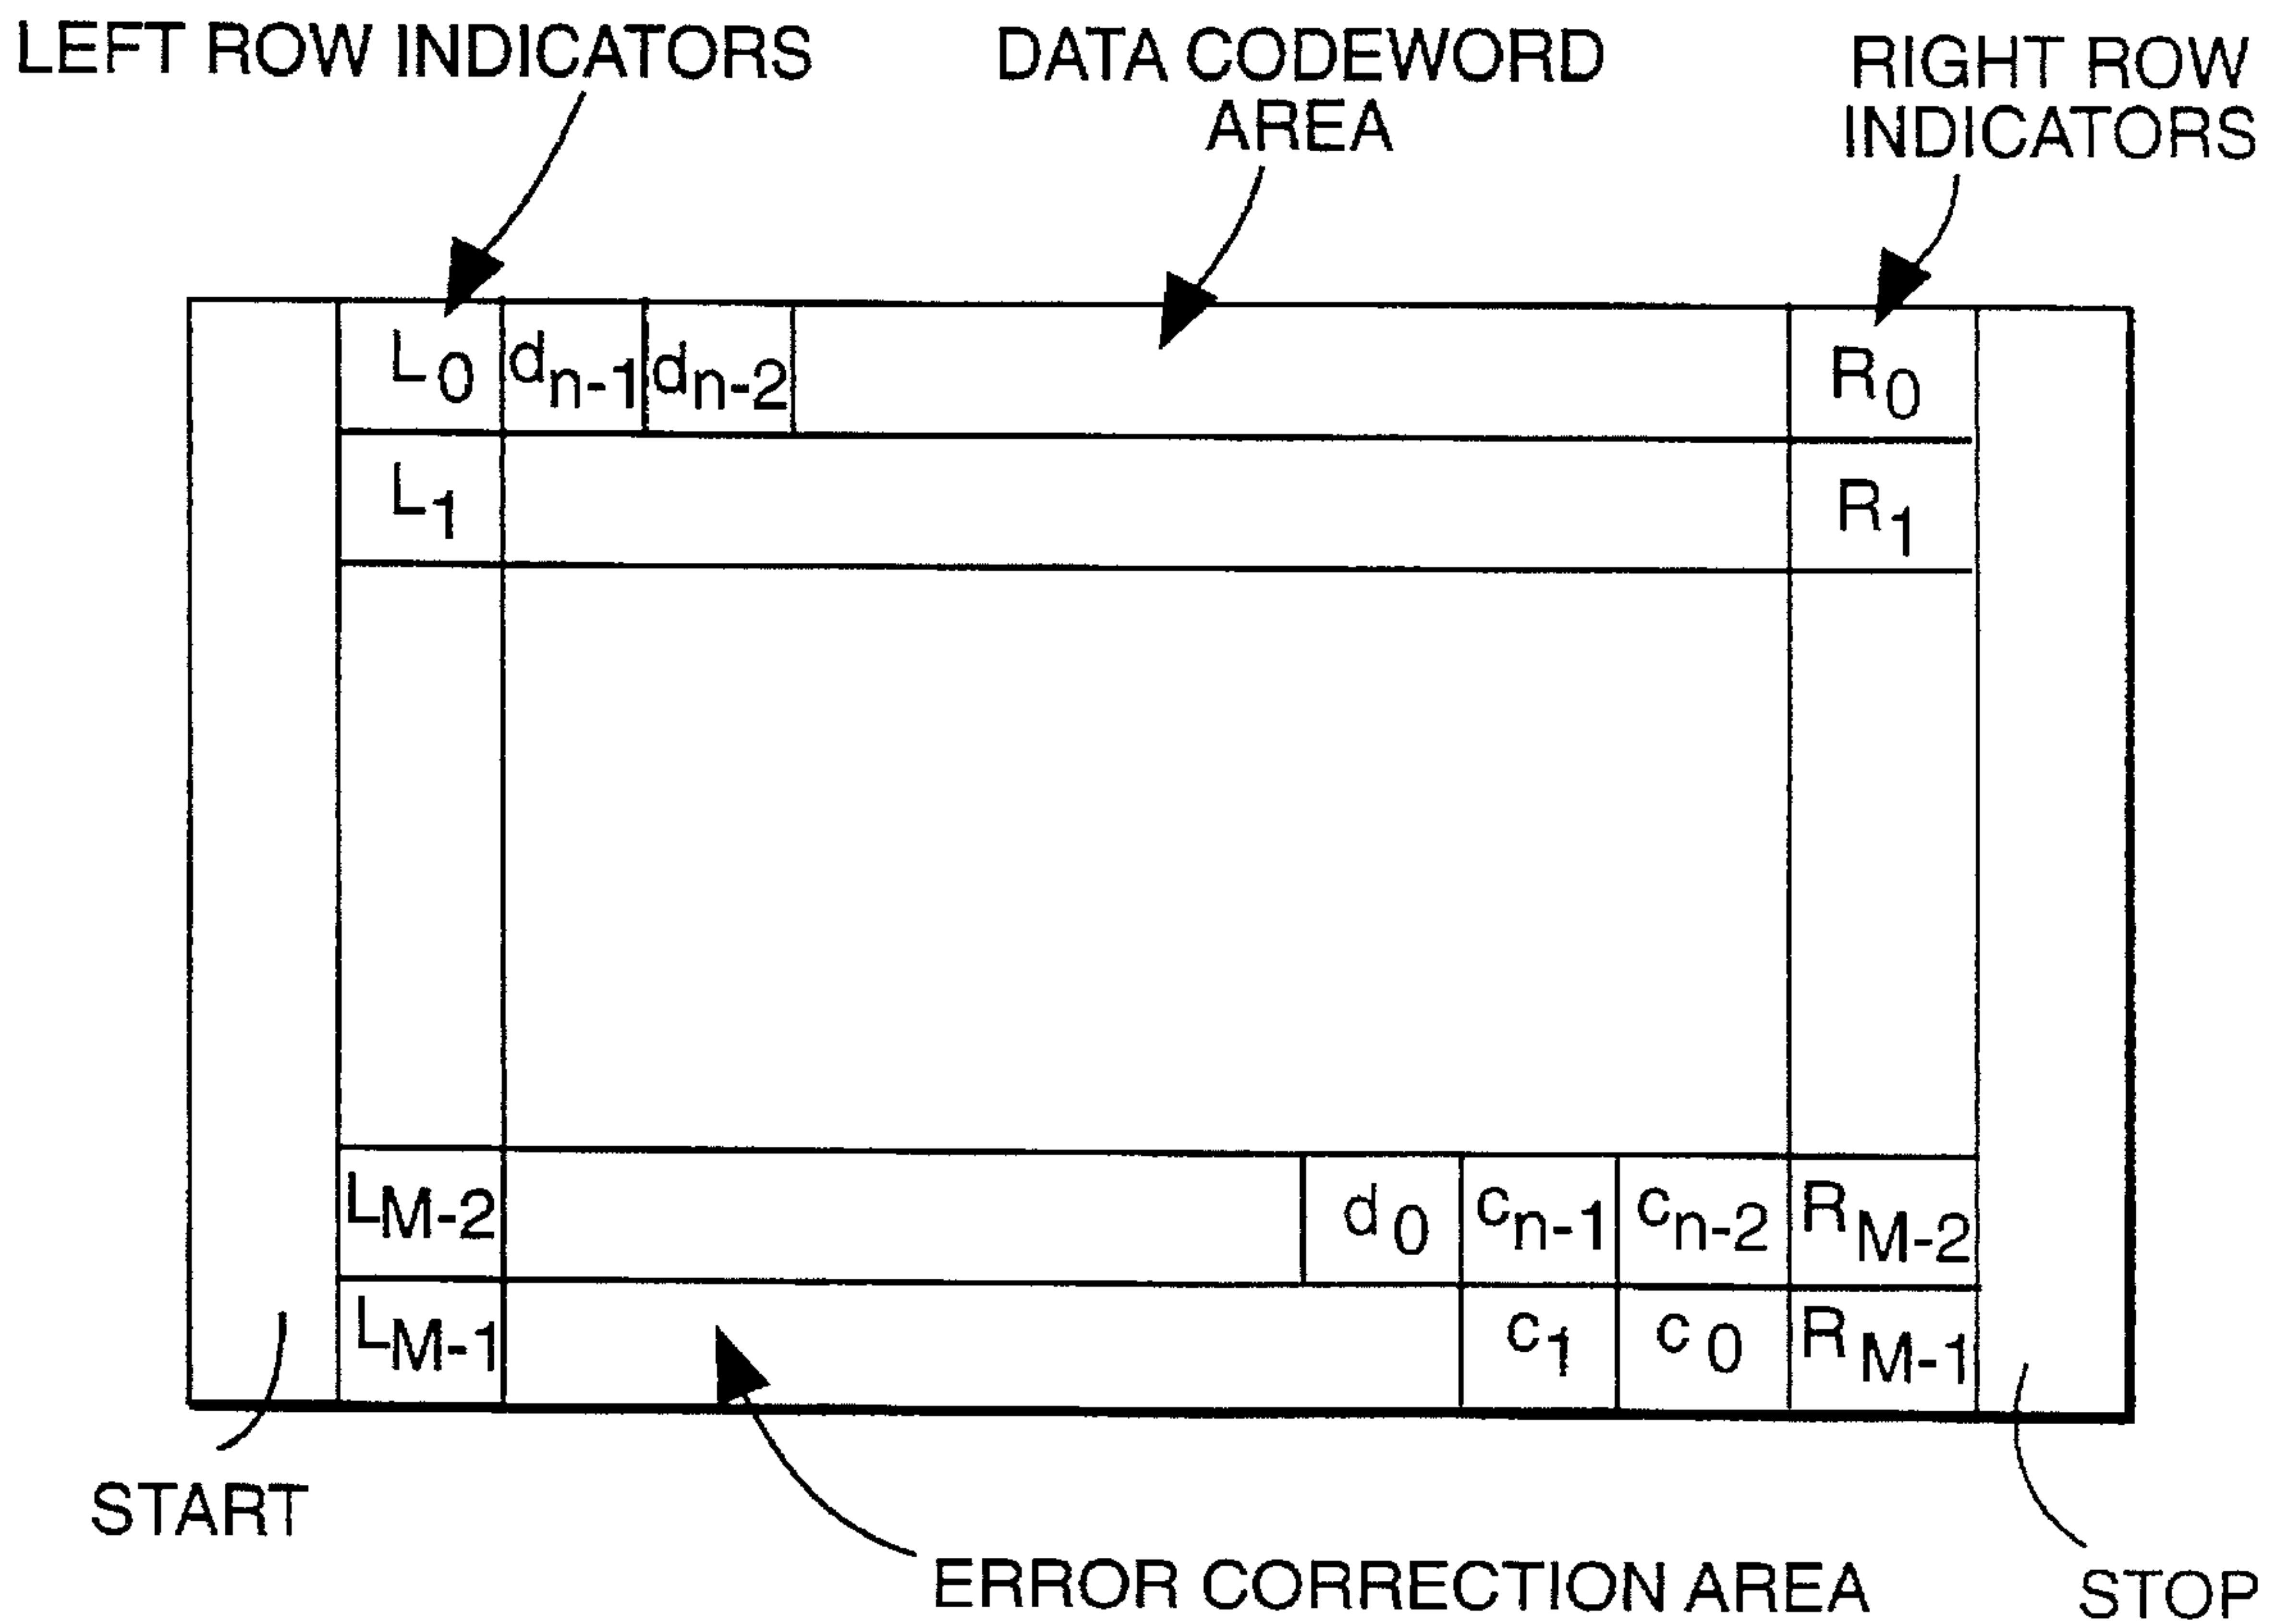 LEFT ROW INDICATORS
DATA CODEWORD
AREA
RIGHT ROW
INDICATORS
L0 dn-1 dn-2 R0
L1 R1
LM-2 d0 cn-1 cn-2 RM-2
LM-1 c1 c0 RM-1
START
ERROR CORRECTION AREA
STOP